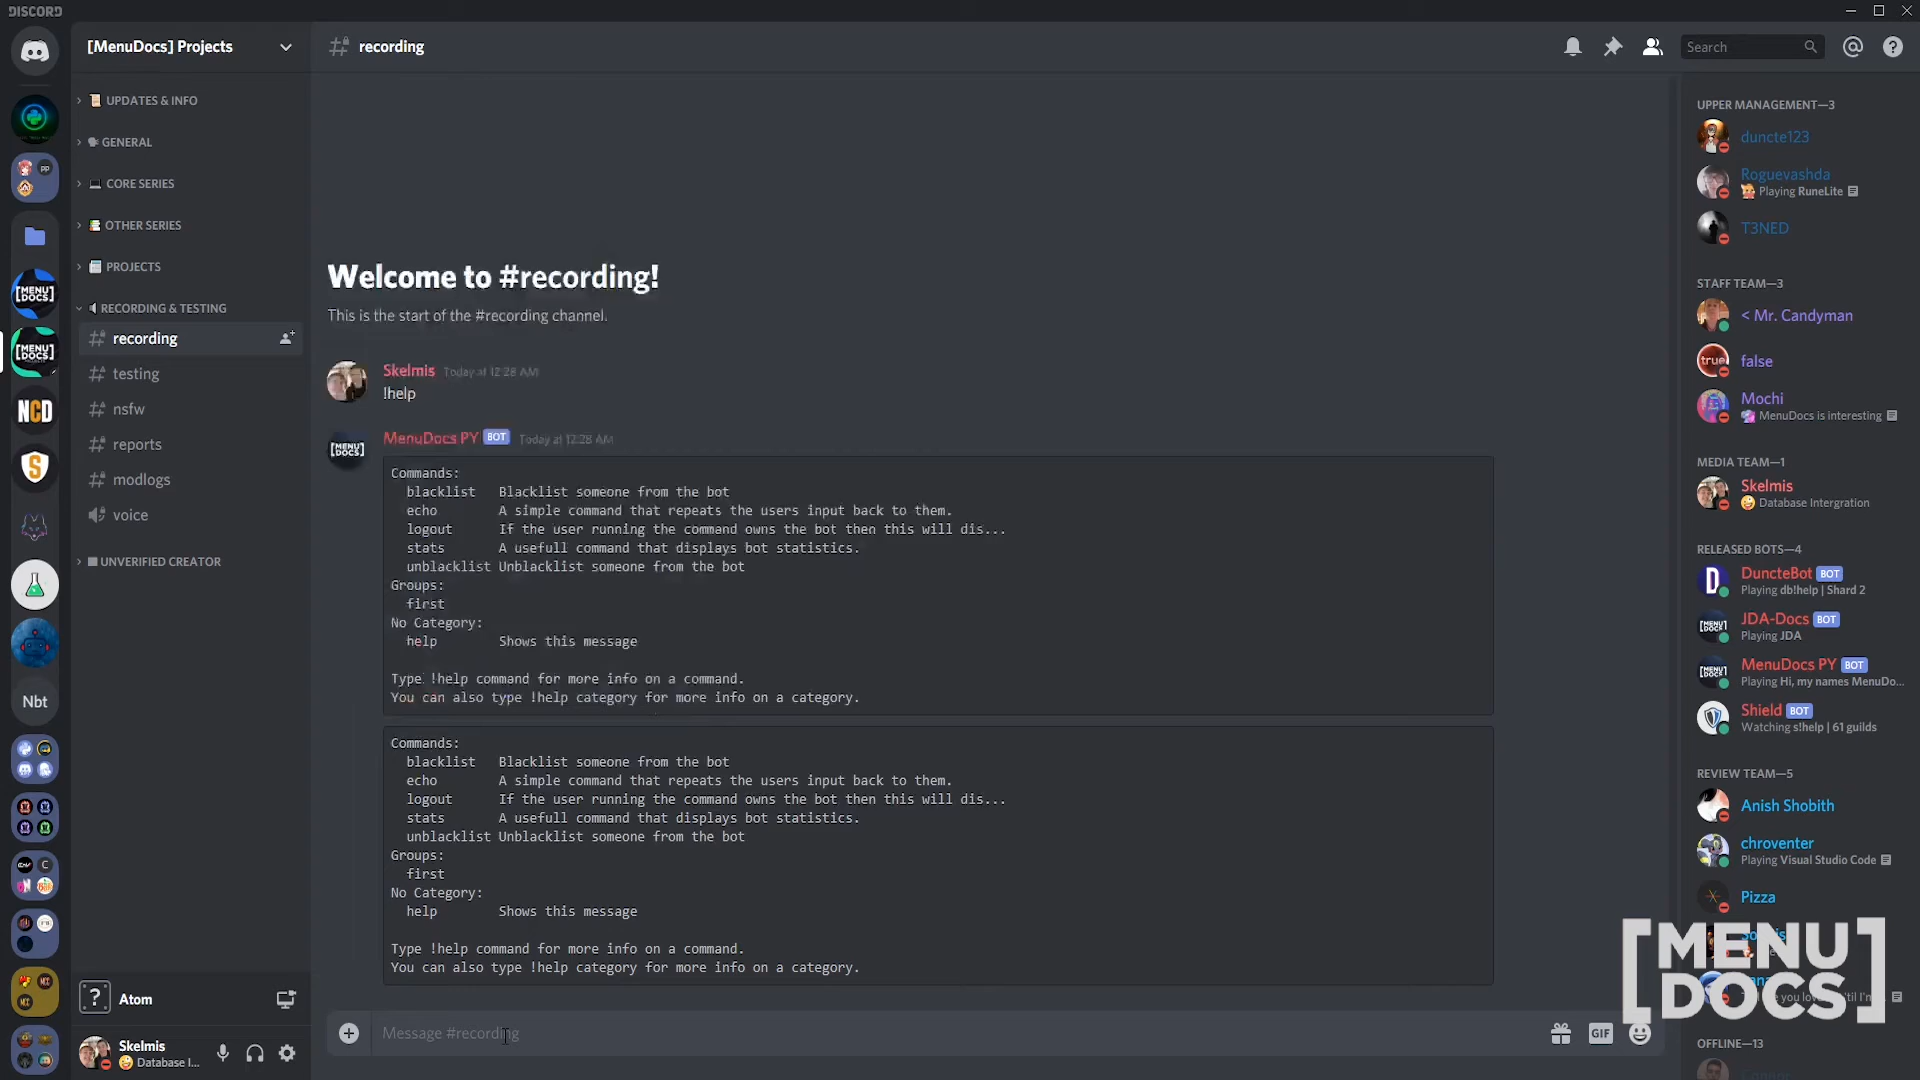 DISCORD
[MenuDocs] Projects
recording
Search
UPDATES & INFO
GENERAL
CORE SERIES
OTHER SERIES
PROJECTS
RECORDING & TESTING
recording
testing
nsfw
reports
modlogs
voice
UNVERIFIED CREATOR
[MENU DOCS]
[MENU DOCS]
NCD
S
Nbt
? Atom
Skelmis
Database I...
Welcome to #recording!
This is the start of the #recording channel.
Skelmis Today at 12:28 AM
!help
[MENU DOCS]
MenuDocs PY BOT Today at 12:28 AM
Commands:
blacklist Blacklist someone from the bot
echo A simple command that repeats the users input back to them.
logout If the user running the command owns the bot then this will dis...
stats A usefull command that displays bot statistics.
unblacklist Unblacklist someone from the bot
Groups:
first
No Category:
help Shows this message
Type !help command for more info on a command.
You can also type !help category for more info on a category.
Commands:
blacklist Blacklist someone from the bot
echo A simple command that repeats the users input back to them.
logout If the user running the command owns the bot then this will dis...
stats A usefull command that displays bot statistics.
unblacklist Unblacklist someone from the bot
Groups:
first
No Category:
help Shows this message
Type !help command for more info on a command.
You can also type !help category for more info on a category.
Message #recording
GIF
UPPER MANAGEMENT—3
duncte123
Roguevashda
Playing RuneLite
T3NED
STAFF TEAM—3
< Mr. Candyman
true
false
Mochi
MenuDocs is interesting
MEDIA TEAM—1
Skelmis
Database Intergration
RELEASED BOTS—4
D
DuncteBot BOT
Playing db!help | Shard 2
JDA-Docs BOT
Playing JDA
MenuDocs PY BOT
Playing Hi, my names MenuDo...
Shield BOT
Watching s!help | 61 guilds
REVIEW TEAM—5
Anish Shobith
chroventer
Playing Visual Studio Code
Pizza
OFFLINE—13
[MENU
DOCS]